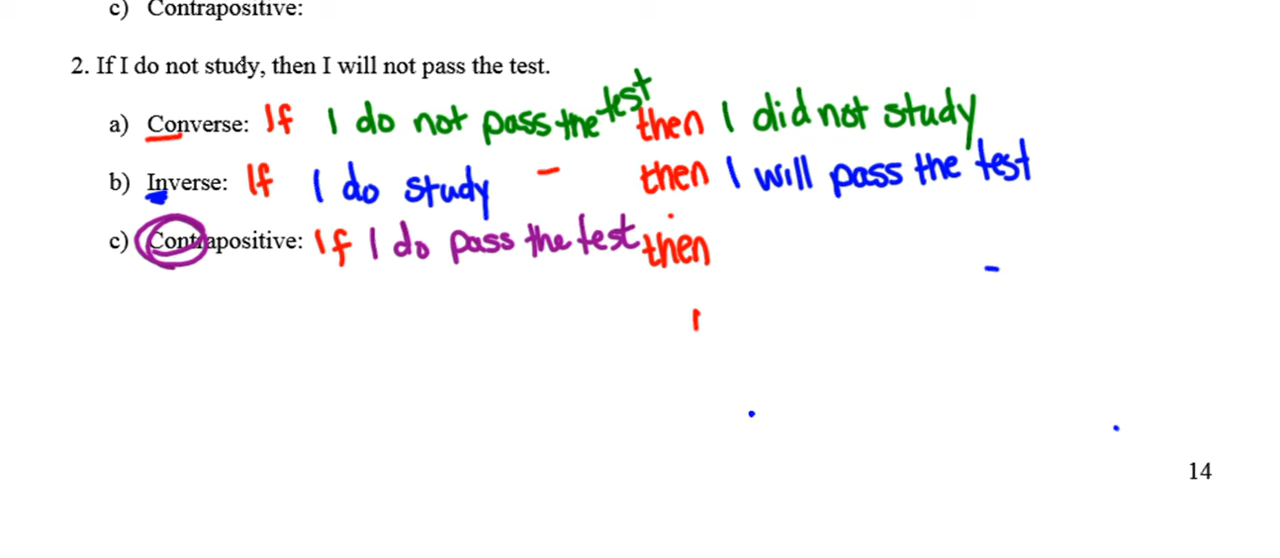 c) Contrapositive:
2. If I do not study, then I will not pass the test.
a) Converse: If I do not pass the test then I did not study
b) Inverse: If I do study then I will pass the test
c) Contrapositive: If I do pass the test then
14